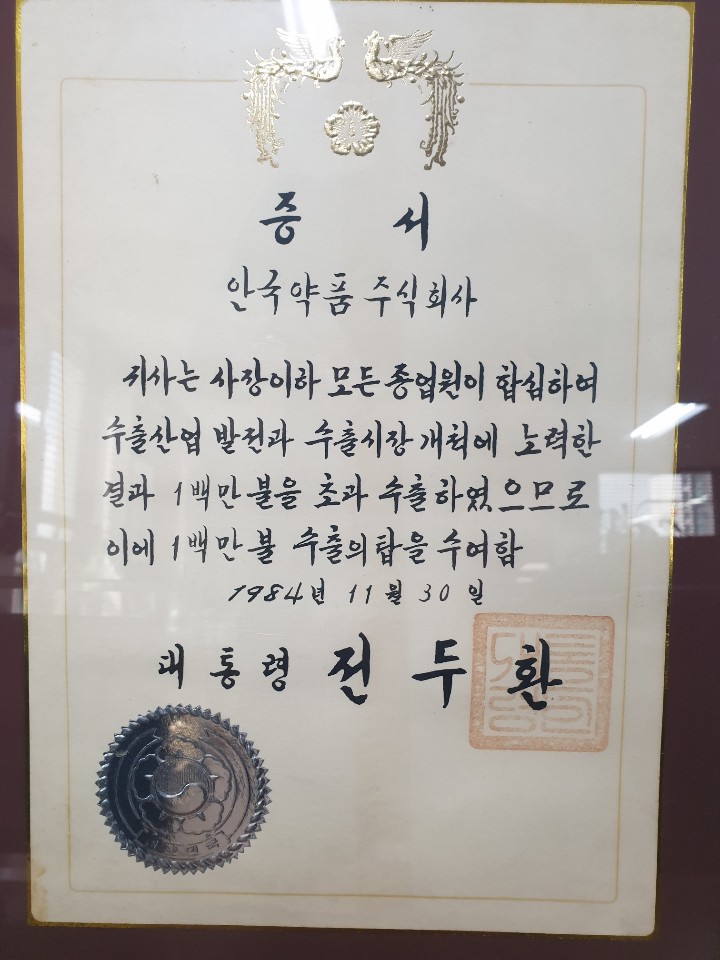 증 서
안국약품 주식회사
귀사는 사장이하 모든 종업원이 합심하여
수출산업 발전과 수출시장 개척에 노력한
결과 1백만불을 초과 수출하였으므로
이에 1백만불 수출의탑을 수여함
1984년 11월 30일
대통령 전두환